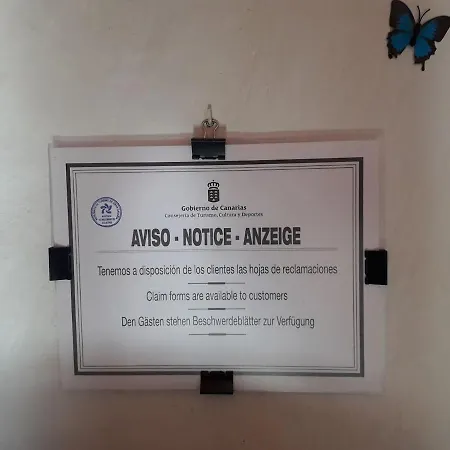 Gobierno de Canarias
Consejería de Turismo, Cultura y Deportes
AVISO - NOTICE - ANZEIGE
Tenemos a disposición de los clientes las hojas de reclamaciones
Claim forms are available to customers
Den Gästen stehen Beschwerdeblätter zur Verfügung